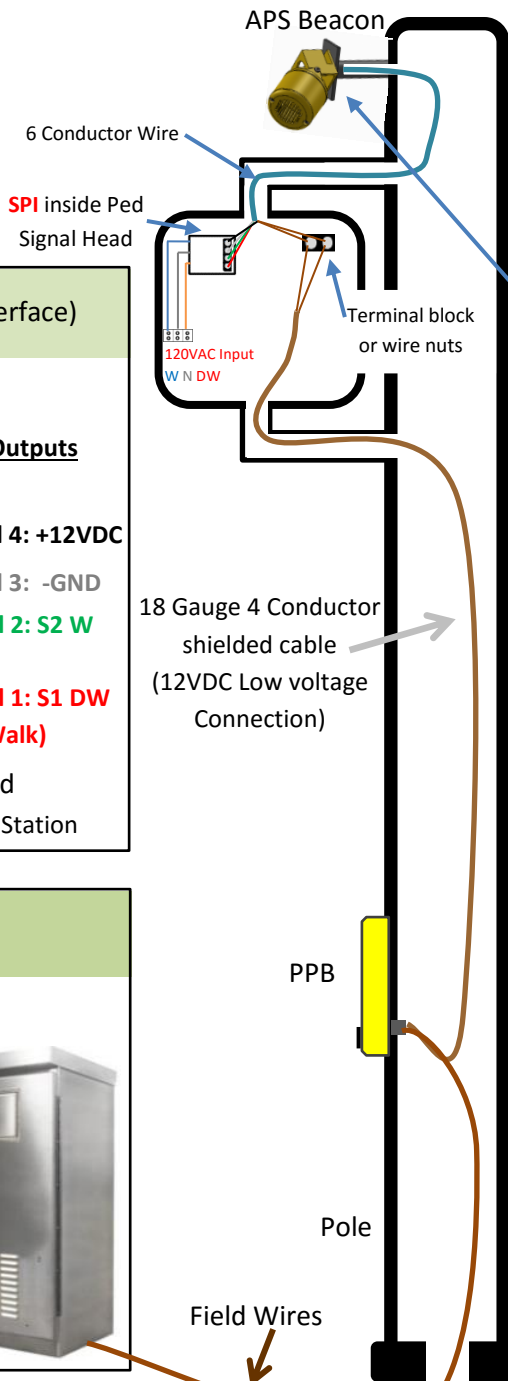 APS Beacon
6 Conductor Wire
SPI inside Ped
Signal Head
Terminal block
or wire nuts
120VAC Input
W N DW
erface)
Outputs
l 4: +12VDC
l 3: -GND
l 2: S2 W
l 1: S1 DW
Walk)
d
Station
18 Gauge 4 Conductor
shielded cable
(12VDC Low voltage
Connection)
PPB
Pole
Field Wires